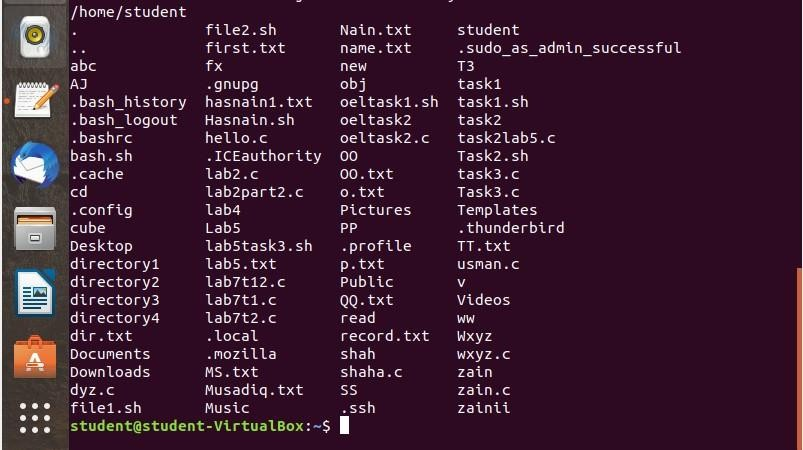 /home/student
. file2.sh Nain.txt student
.. first.txt name.txt .sudo_as_admin_successful
abc fx new T3
AJ .gnupg obj task1
.bash_history hasnain1.txt oeltask1.sh task1.sh
.bash_logout Hasnain.sh oeltask2 task2
.bashrc hello.c oeltask2.c task2lab5.c
bash.sh .ICEauthority OO Task2.sh
.cache lab2.c OO.txt task3.c
cd lab2part2.c o.txt Task3.c
.config lab4 Pictures Templates
cube Lab5 PP .thunderbird
Desktop lab5task3.sh .profile TT.txt
directory1 lab5.txt p.txt usman.c
directory2 lab7t12.c Public v
directory3 lab7t1.c QQ.txt Videos
directory4 lab7t2.c read ww
dir.txt .local record.txt Wxyz
Documents .mozilla shah wxyz.c
Downloads MS.txt shaha.c zain
dyz.c Musadiq.txt SS zain.c
file1.sh Music .ssh zainii
student@student-VirtualBox:~$